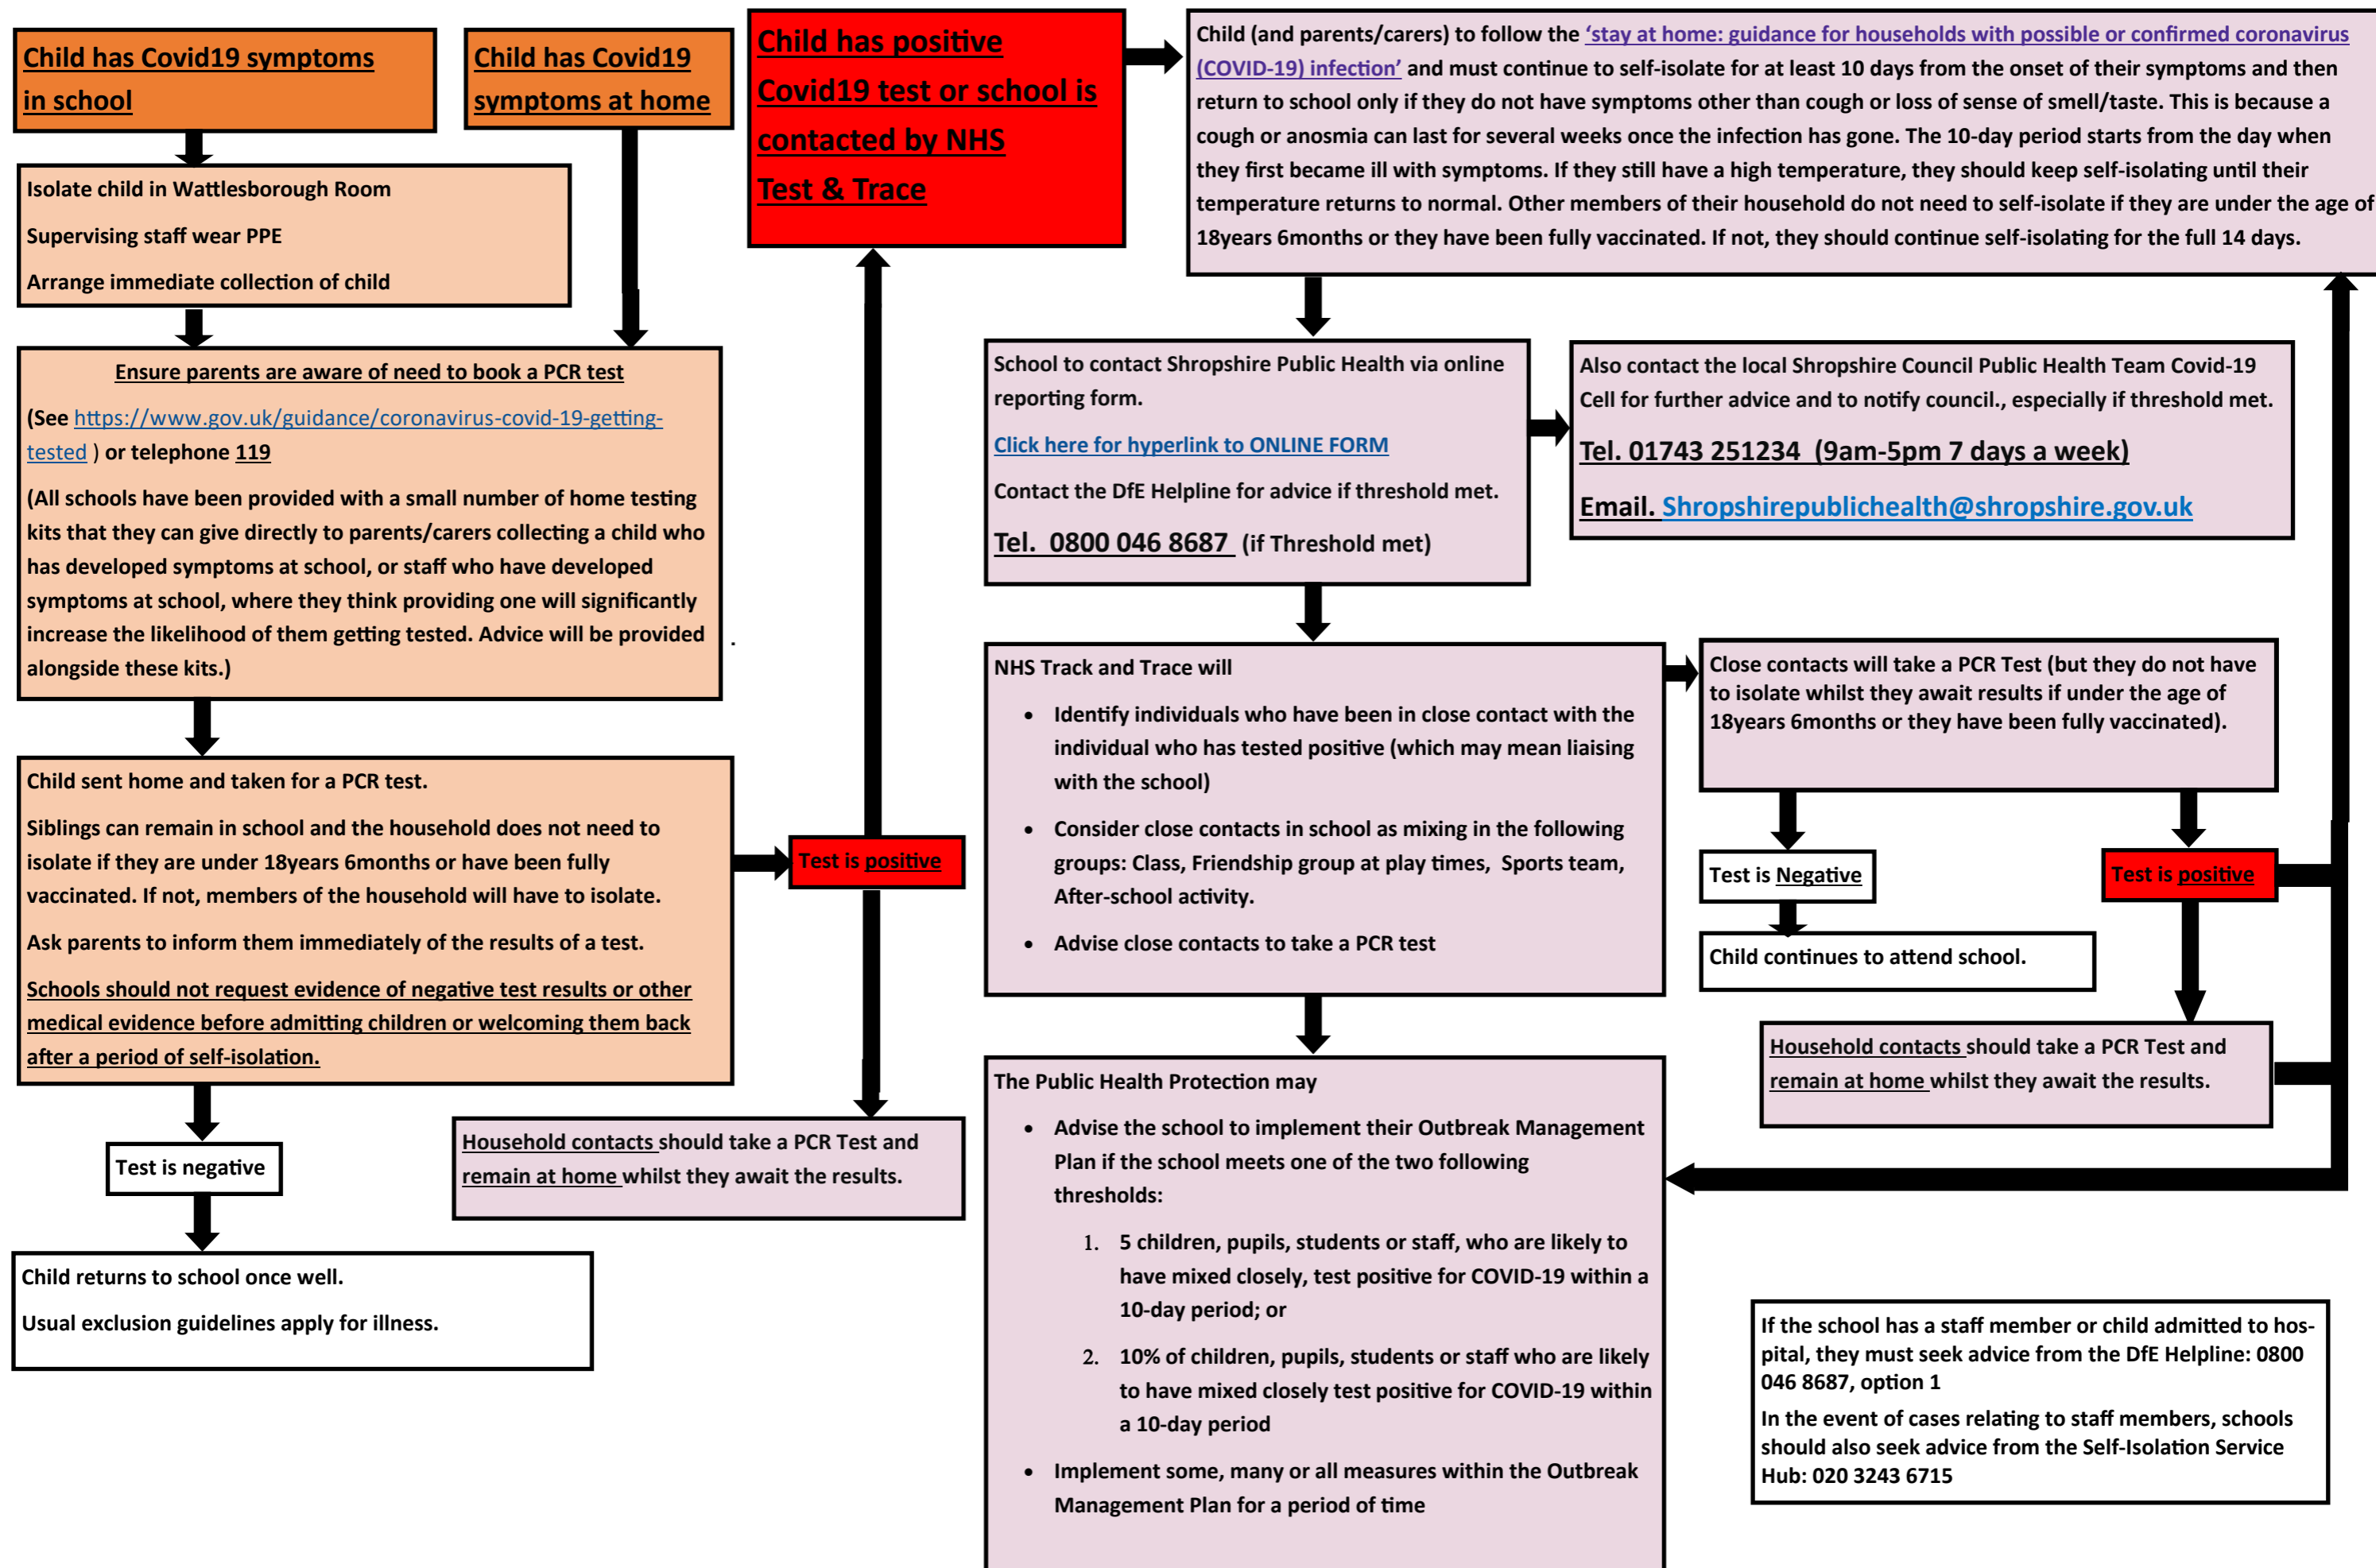 Child has Covid19 symptoms
in school
Child has Covid19
symptoms at home
Isolate child in Wattlesborough Room
Supervising staff wear PPE
Arrange immediate collection of child
Ensure parents are aware of need to book a PCR test
(See https://www.gov.uk/guidance/coronavirus-covid-19-getting-
tested ) or telephone 119
(All schools have been provided with a small number of home testing
kits that they can give directly to parents/carers collecting a child who
has developed symptoms at school, or staff who have developed
symptoms at school, where they think providing one will significantly
increase the likelihood of them getting tested. Advice will be provided
alongside these kits.)
.
Child sent home and taken for a PCR test.
Siblings can remain in school and the household does not need to
isolate if they are under 18years 6months or have been fully
vaccinated. If not, members of the household will have to isolate.
Ask parents to inform them immediately of the results of a test.
Schools should not request evidence of negative test results or other
medical evidence before admitting children or welcoming them back
after a period of self-isolation.
Test is negative
Child returns to school once well.
Usual exclusion guidelines apply for illness.
Test is positive
Household contacts should take a PCR Test and
remain at home whilst they await the results.
Child has positive
Covid19 test or school is
contacted by NHS
Test & Trace
Child (and parents/carers) to follow the ‘stay at home: guidance for households with possible or confirmed coronavirus
(COVID-19) infection’ and must continue to self-isolate for at least 10 days from the onset of their symptoms and then
return to school only if they do not have symptoms other than cough or loss of sense of smell/taste. This is because a
cough or anosmia can last for several weeks once the infection has gone. The 10-day period starts from the day when
they first became ill with symptoms. If they still have a high temperature, they should keep self-isolating until their
temperature returns to normal. Other members of their household do not need to self-isolate if they are under the age of
18years 6months or they have been fully vaccinated. If not, they should continue self-isolating for the full 14 days.
School to contact Shropshire Public Health via online
reporting form.
Click here for hyperlink to ONLINE FORM
Contact the DfE Helpline for advice if threshold met.
Tel. 0800 046 8687 (if Threshold met)
Also contact the local Shropshire Council Public Health Team Covid-19
Cell for further advice and to notify council., especially if threshold met.
Tel. 01743 251234 (9am-5pm 7 days a week)
Email. Shropshirepublichealth@shropshire.gov.uk
NHS Track and Trace will
• Identify individuals who have been in close contact with the
individual who has tested positive (which may mean liaising
with the school)
• Consider close contacts in school as mixing in the following
groups: Class, Friendship group at play times, Sports team,
After-school activity.
• Advise close contacts to take a PCR test
Close contacts will take a PCR Test (but they do not have
to isolate whilst they await results if under the age of
18years 6months or they have been fully vaccinated).
Test is Negative
Child continues to attend school.
Test is positive
Household contacts should take a PCR Test and
remain at home whilst they await the results.
The Public Health Protection may
• Advise the school to implement their Outbreak Management
Plan if the school meets one of the two following
thresholds:
1. 5 children, pupils, students or staff, who are likely to
have mixed closely, test positive for COVID-19 within a
10-day period; or
2. 10% of children, pupils, students or staff who are likely
to have mixed closely test positive for COVID-19 within
a 10-day period
• Implement some, many or all measures within the Outbreak
Management Plan for a period of time
If the school has a staff member or child admitted to hos-
pital, they must seek advice from the DfE Helpline: 0800
046 8687, option 1
In the event of cases relating to staff members, schools
should also seek advice from the Self-Isolation Service
Hub: 020 3243 6715